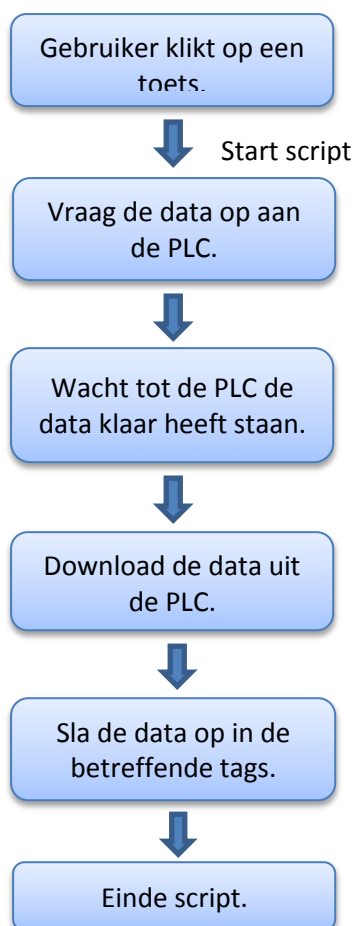 Gebruiker klikt op een
toets.
Start script
Vraag de data op aan
de PLC.
Wacht tot de PLC de
data klaar heeft staan.
Download de data uit
de PLC.
Sla de data op in de
betreffende tags.
Einde script.